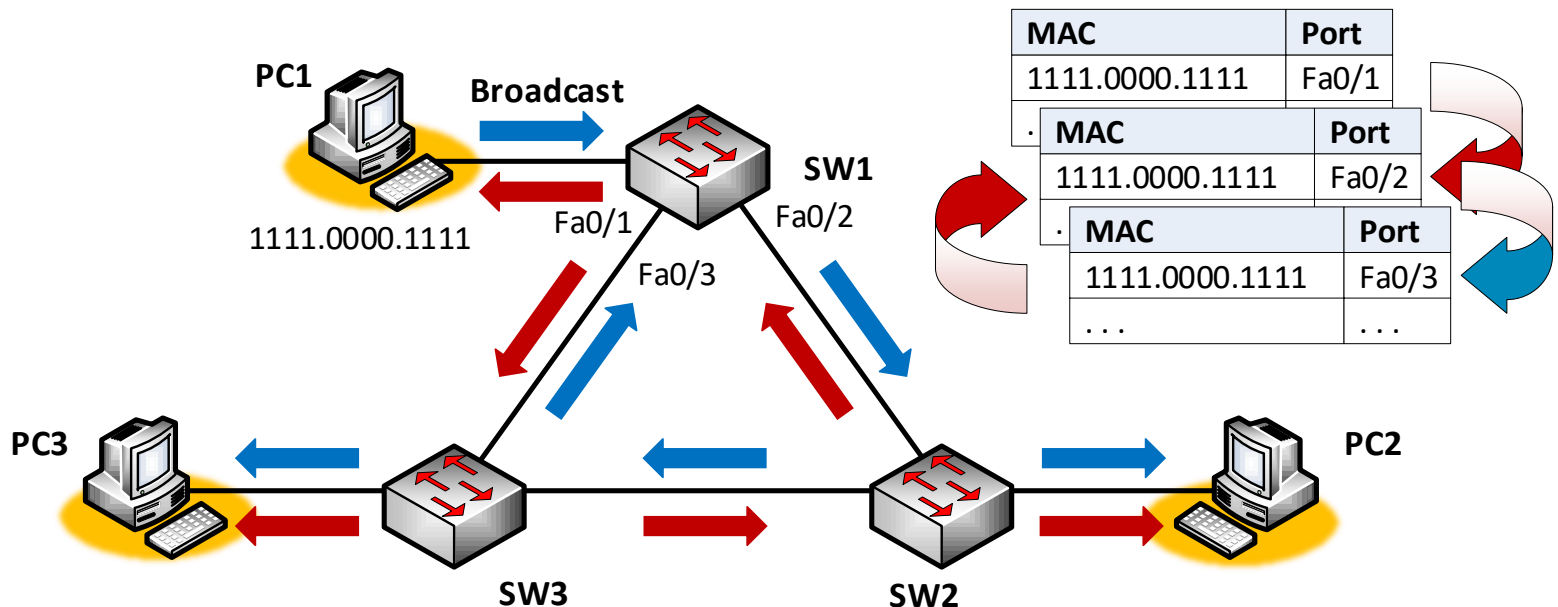 PC1
Broadcast
SW1
Fa0/1
Fa0/2
1111.0000.1111
Fa0/3
PC3
PC2
SW3
SW2
MAC Port
1111.0000.1111 Fa0/1
.
MAC Port
1111.0000.1111 Fa0/2
.
MAC Port
1111.0000.1111 Fa0/3
. . . . . .